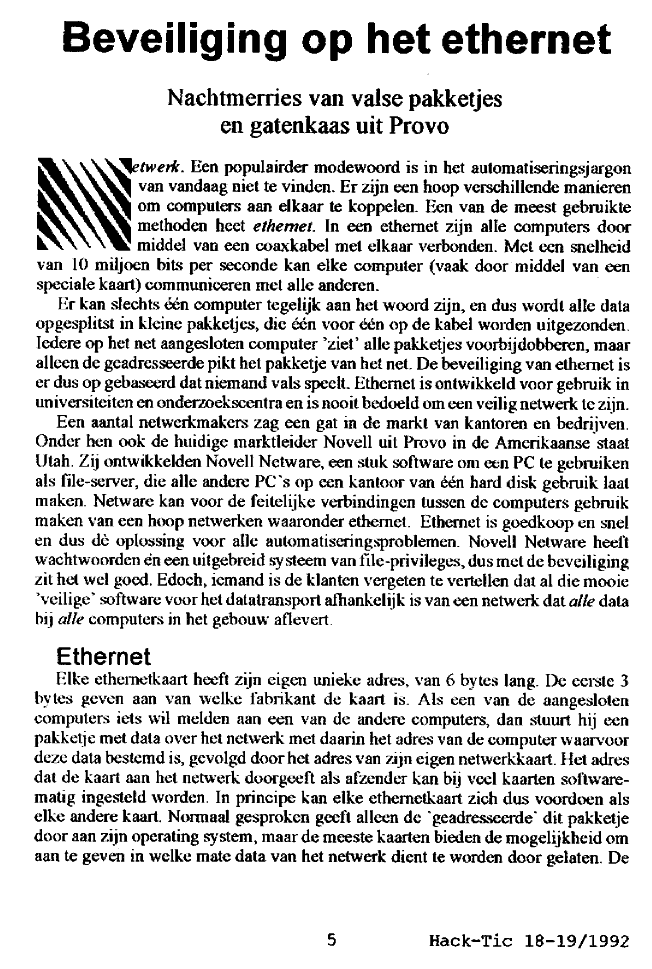 Beveiliging op het ethernet
Nachtmerries van valse pakketjes
en gatenkaas uit Provo
Netwerk. Een populairder modewoord is in het automatiseringsjargon
van vandaag niet te vinden. Er zijn een hoop verschillende manieren
om computers aan elkaar te koppelen. Een van de meest gebruikte
methoden heet ethernet. In een ethernet zijn alle computers door
middel van een coaxkabel met elkaar verbonden. Met een snelheid
van 10 miljoen bits per seconde kan elke computer (vaak door middel van een
speciale kaart) communiceren met alle anderen.
Er kan slechts één computer tegelijk aan het woord zijn, en dus wordt alle data
opgesplitst in kleine pakketjes, die één voor één op de kabel worden uitgezonden.
Iedere op het net aangesloten computer 'ziet' alle pakketjes voorbijdobberen, maar
alleen de geadresseerde pikt het pakketje van het net. De beveiliging van ethernet is
er dus op gebaseerd dat niemand vals speelt. Ethernet is ontwikkeld voor gebruik in
universiteiten en onderzoekscentra en is nooit bedoeld om een veilig netwerk te zijn.
Een aantal netwerkmakers zag een gat in de markt van kantoren en bedrijven.
Onder hen ook de huidige marktleider Novell uit Provo in de Amerikaanse staat
Utah. Zij ontwikkelden Novell Netware, een stuk software om een PC te gebruiken
als file-server, die alle andere PC's op een kantoor van één hard disk gebruik laat
maken. Netware kan voor de feitelijke verbindingen tussen de computers gebruik
maken van een hoop netwerken waaronder ethernet. Ethernet is goedkoop en snel
en dus dé oplossing voor alle automatiseringsproblemen. Novell Netware heeft
wachtwoorden én een uitgebreid systeem van file-privileges, dus met de beveiliging
zit het wel goed. Edoch, iemand is de klanten vergeten te vertellen dat al die mooie
'veilige' software voor het datatransport afhankelijk is van een netwerk dat alle data
bij alle computers in het gebouw aflevert.
Ethernet
Elke ethernetkaart heeft zijn eigen unieke adres, van 6 bytes lang. De eerste 3
bytes geven aan van welke fabrikant de kaart is. Als een van de aangesloten
computers iets wil melden aan een van de andere computers, dan stuurt hij een
pakketje met data over het netwerk met daarin het adres van de computer waarvoor
deze data bestemd is, gevolgd door het adres van zijn eigen netwerkkaart. Het adres
dat de kaart aan het netwerk doorgeeft als afzender kan bij veel kaarten software-
matig ingesteld worden. In principe kan elke ethernetkaart zich dus voordoen als
elke andere kaart. Normaal gesproken geeft alleen de 'geadresseerde' dit pakketje
door aan zijn operating system, maar de meeste kaarten bieden de mogelijkheid om
aan te geven in welke mate data van het netwerk dient te worden door gelaten. De
5 Hack-Tic 18-19/1992